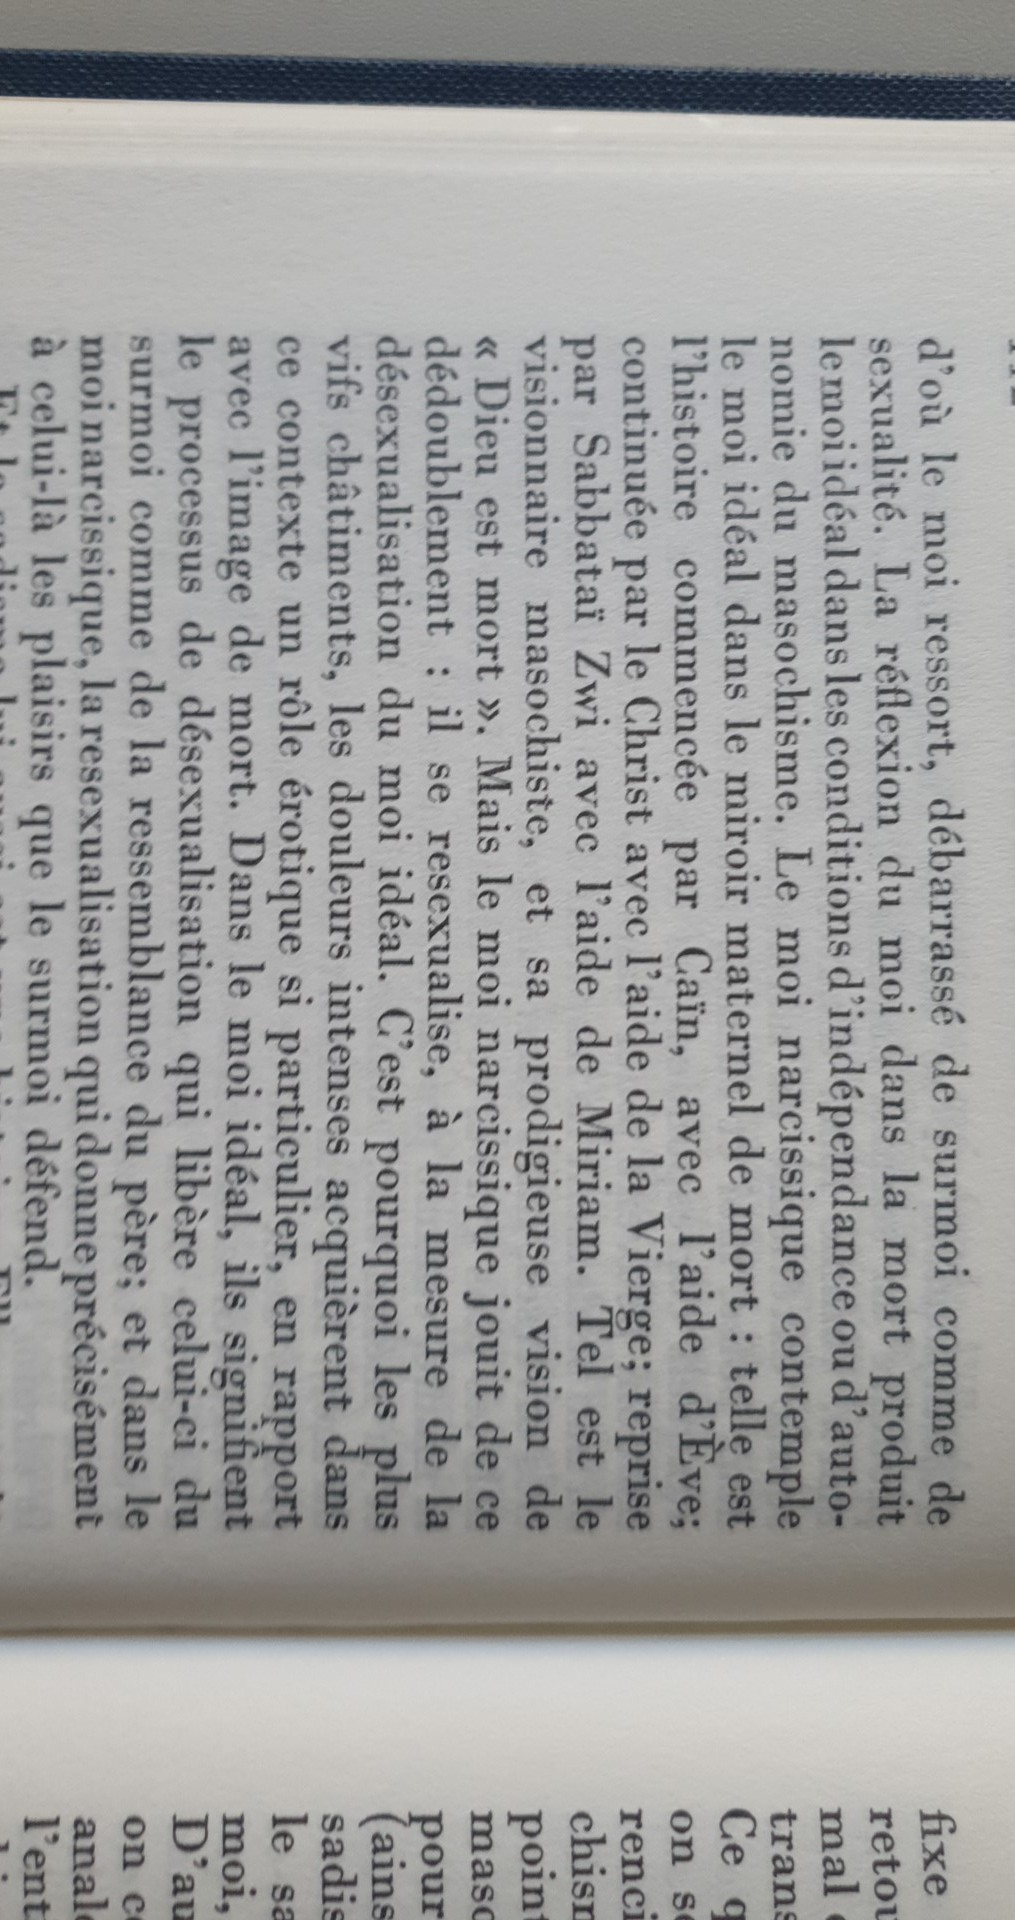 d'où le moi ressort, débarrassé de surmoi comme de
sexualité. La réflexion du moi dans la mort produit
le moi idéal dans les conditions d'indépendance ou d'auto-
nomie du masochisme. Le moi narcissique contemple
le moi idéal dans le miroir maternel de mort : telle est
l'histoire commencée par Caïn, avec l'aide d'Ève;
continuée par le Christ avec l'aide de la Vierge; reprise
par Sabbataï Zwi avec l'aide de Miriam. Tel est le
visionnaire masochiste, et sa prodigieuse vision de
« Dieu est mort ». Mais le moi narcissique jouit de ce
dédoublement : il se resexualise, à la mesure de la
désexualisation du moi idéal. C'est pourquoi les plus
vifs châtiments, les douleurs intenses acquièrent dans
ce contexte un rôle érotique si particulier, en rapport
avec l'image de mort. Dans le moi idéal, ils signifient
le processus de désexualisation qui libère celui-ci du
surmoi comme de la ressemblance du père; et dans le
moi narcissique, la resexualisation qui donne précisément
à celui-là les plaisirs que le surmoi défend.
fixe
retou
mal
trans
Ce q
on s
renci
chism
point
maso
pour
(ains
sadis
le sa
moi,
D'au
on c
anal
l'ent